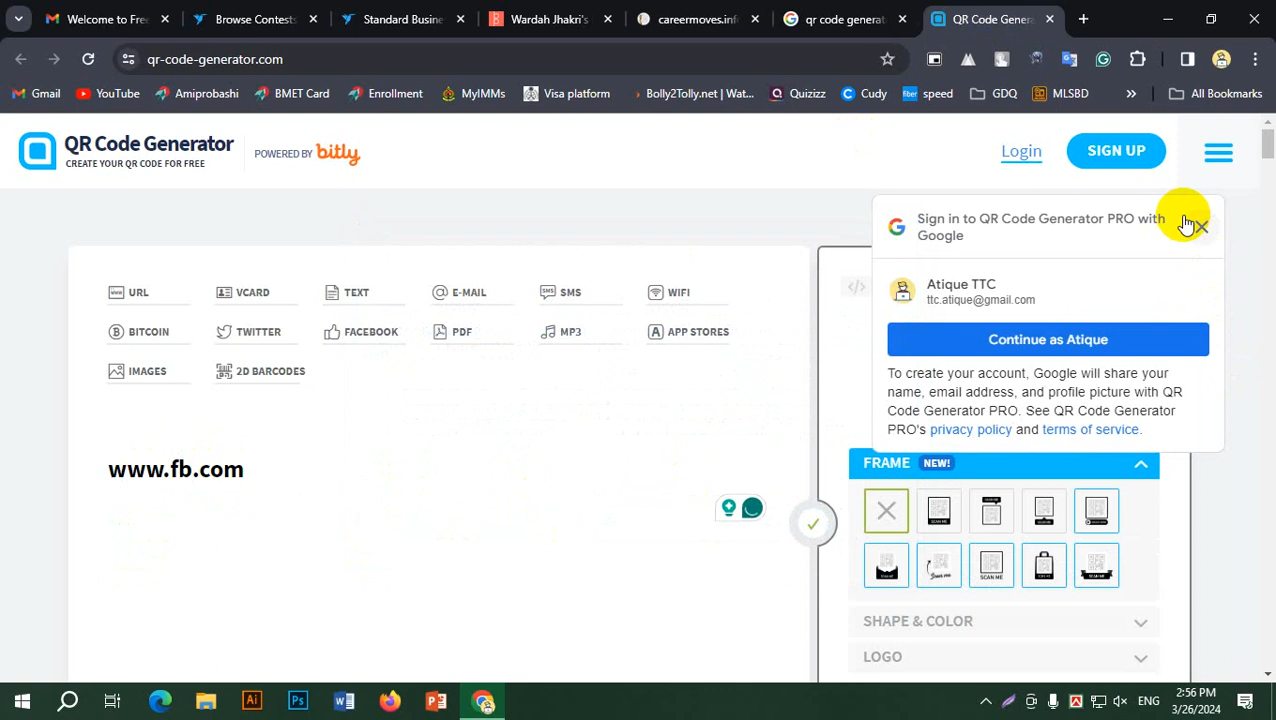 Welcome to Free
Browse Contests
Standard Busine
Wardah Jhakri's
careermoves.inf
qr code generat
QR Code Genera
qr-code-generator.com
Gmail
YouTube
Amiprobashi
BMET Card
Enrollment
MyIMMs
Visa platform
Bolly2Tolly.net | Wat...
Quizizz
Cudy
fiber speed
GDQ
MLSBD
All Bookmarks
QR Code Generator
CREATE YOUR QR CODE FOR FREE
POWERED BY bitly
Login
SIGN UP
Sign in to QR Code Generator PRO with
Google
Atique TTC
ttc.atique@gmail.com
Continue as Atique
To create your account, Google will share your
name, email address, and profile picture with QR
Code Generator PRO. See QR Code Generator
PRO's privacy policy and terms of service.
URL
VCARD
TEXT
E-MAIL
SMS
WIFI
BITCOIN
TWITTER
FACEBOOK
PDF
MP3
APP STORES
IMAGES
2D BARCODES
www.fb.com
FRAME NEW!
SCAN ME
SHAPE & COLOR
LOGO
ENG
2:56 PM
3/26/2024